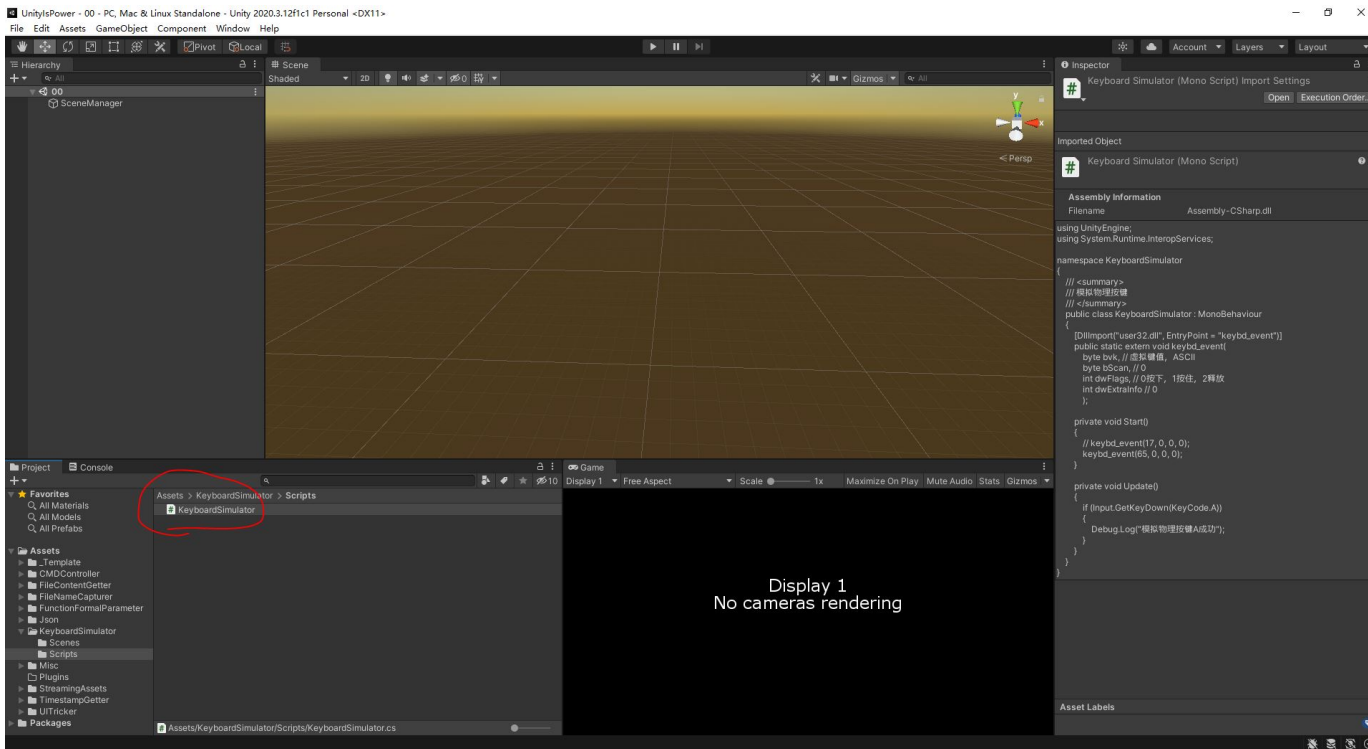 UnityIsPower - 00 - PC, Mac & Linux Standalone - Unity 2020.3.12f1c1 Personal <DX11>
File Edit Assets GameObject Component Window Help
Pivot Local
Account Layers Layout
Hierarchy
All
00
SceneManager
Scene
Shaded 2D 0 Gizmos All
y
x
Persp
Project Console
10
Favorites
All Materials
All Models
All Prefabs
Assets
_Template
CMDController
FileContentGetter
FileNameCapturer
FunctionFormalParameter
Json
KeyboardSimulator
Scenes
Scripts
Misc
Plugins
StreamingAssets
TimestampGetter
UITricker
Packages
Assets > KeyboardSimulator > Scripts
KeyboardSimulator
Assets/KeyboardSimulator/Scripts/KeyboardSimulator.cs
Game
Display 1 Free Aspect Scale 1x Maximize On Play Mute Audio Stats Gizmos
Display 1
No cameras rendering
Inspector
Keyboard Simulator (Mono Script) Import Settings
Open Execution Order..
Imported Object
Keyboard Simulator (Mono Script)
Assembly Information
Filename Assembly-CSharp.dll
using UnityEngine;
using System.Runtime.InteropServices;
namespace KeyboardSimulator
{
/// <summary>
/// 模拟物理按键
/// </summary>
public class KeyboardSimulator : MonoBehaviour
{
[DllImport("user32.dll", EntryPoint = "keybd_event")]
public static extern void keybd_event(
byte bvk, // 虚拟键值, ASCII
byte bScan, // 0
int dwFlags, // 0按下, 1按住, 2释放
int dwExtraInfo // 0
);
private void Start()
{
// keybd_event(17, 0, 0, 0);
keybd_event(65, 0, 0, 0);
}
private void Update()
{
if (Input.GetKeyDown(KeyCode.A))
{
Debug.Log("模拟物理按键A成功");
}
}
}
}
Asset Labels